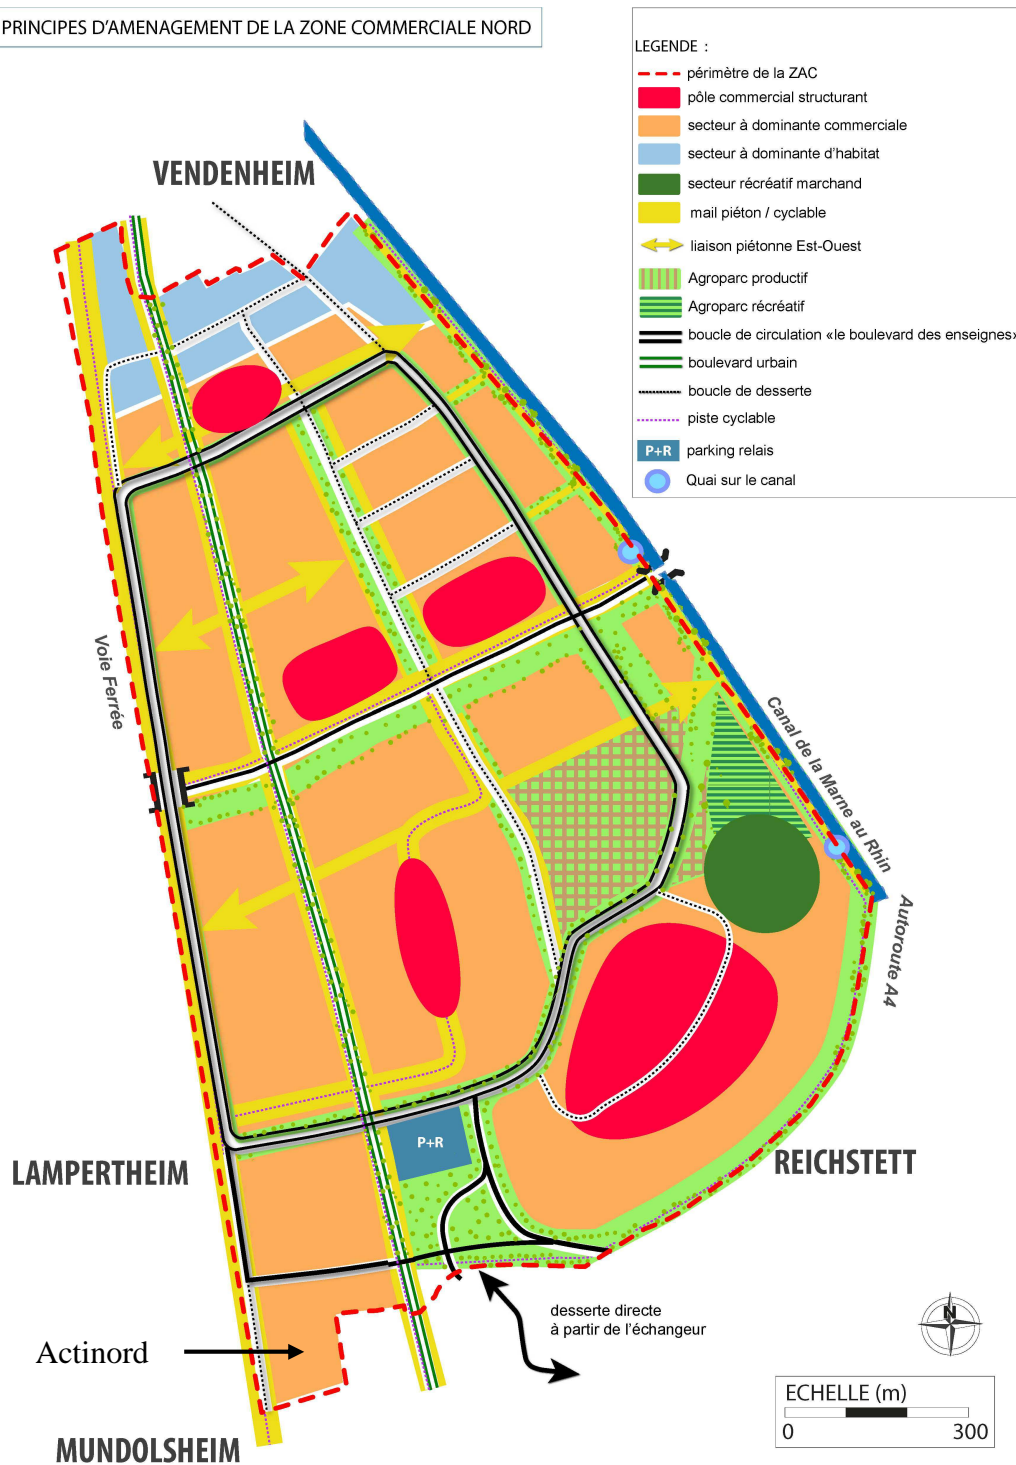 PRINCIPES D'AMENAGEMENT DE LA ZONE COMMERCIALE NORD
LEGENDE :
périmètre de la ZAC
pôle commercial structurant
secteur à dominante commerciale
secteur à dominante d'habitat
secteur récréatif marchand
mail piéton / cyclable
liaison piétonne Est-Ouest
Agroparc productif
Agroparc récréatif
boucle de circulation «le boulevard des enseignes»
boulevard urbain
boucle de desserte
piste cyclable
P+R parking relais
Quai sur le canal
VENDENHEIM
Voie Ferrée
Canal de la Marne au Rhin
Autoroute A4
P+R
LAMPERTHEIM
REICHSTETT
desserte directe
à partir de l'échangeur
Actinord
MUNDOLSHEIM
N
ECHELLE (m)
0 300